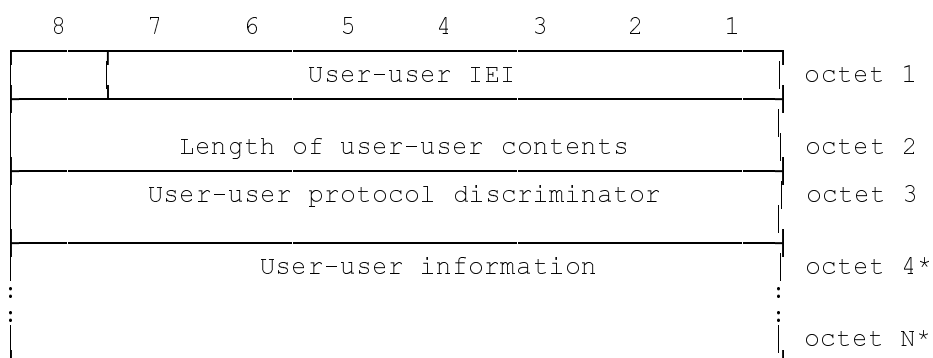 8 7 6 5 4 3 2 1
User-user IEI octet 1
Length of user-user contents octet 2
User-user protocol discriminator octet 3
User-user information octet 4*
: :
: :
octet N*